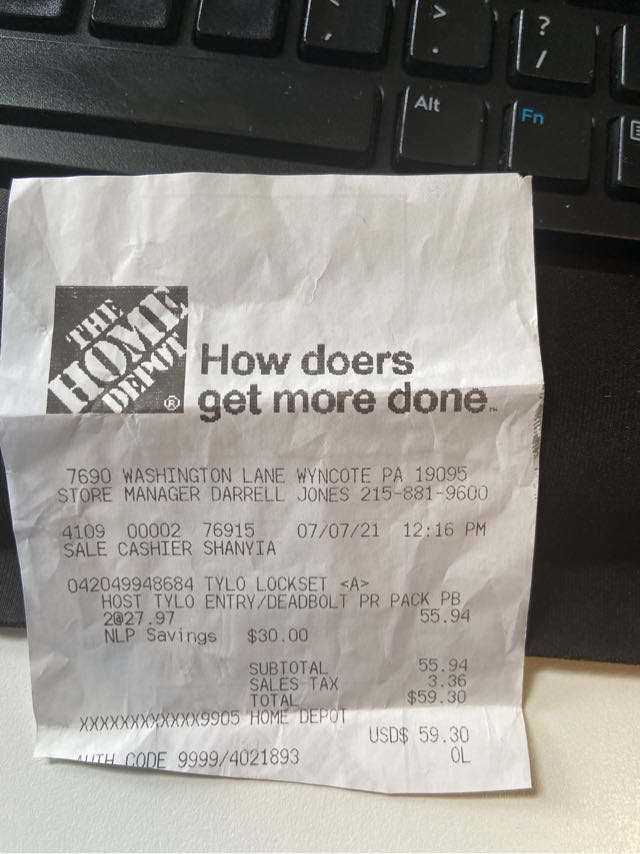 >
.
?
/
Alt
Fn
THE
HOME
DEPOT
®
How doers
get more done™
7690 WASHINGTON LANE WYNCOTE PA 19095
STORE MANAGER DARRELL JONES 215-881-9600
4109 00002 76915 07/07/21 12:16 PM
SALE CASHIER SHANYIA
042049948684 TYLO LOCKSET <A>
HOST TYLO ENTRY/DEADBOLT PR PACK PB
2@27.97 55.94
NLP Savings $30.00
SUBTOTAL 55.94
SALES TAX 3.36
TOTAL $59.30
XXXXXXXXXXXX9905 HOME DEPOT
USD$ 59.30
AUTH CODE 9999/4021893 OL